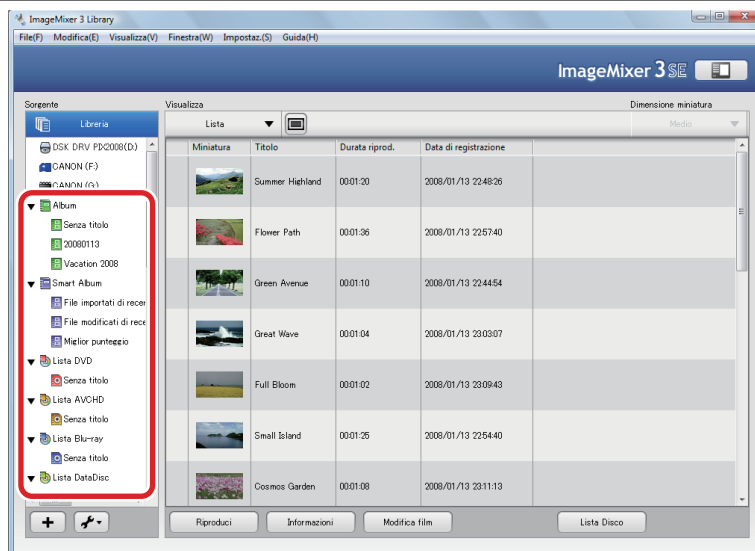 ImageMixer 3 Library
File(F) Modifica(E) Visualizza(V) Finestra(W) Impostaz.(S) Guida(H)
ImageMixer 3 SE
Sorgente Visualizza Dimensione miniatura
Libreria Lista Medio
DSK DRV PIX2008(D:)
CANON (F:)
CANON (G:)
Album
Senza titolo
20080113
Vacation 2008
Smart Album
File importati di recer
File modificati di rece
Miglior punteggio
Lista DVD
Senza titolo
Lista AVCHD
Senza titolo
Lista Blu-ray
Senza titolo
Lista DataDisc
Miniatura Titolo Durata riprod. Data di registrazione
Summer Highland 00:01:20 2008/01/13 22:48:26
Flower Path 00:01:36 2008/01/13 22:57:40
Green Avenue 00:01:10 2008/01/13 22:44:54
Great Wave 00:01:04 2008/01/13 23:03:07
Full Bloom 00:01:02 2008/01/13 23:09:43
Small Island 00:01:25 2008/01/13 22:54:40
Cosmos Garden 00:01:08 2008/01/13 23:11:13
Riproduci Informazioni Modifica film Lista Disco